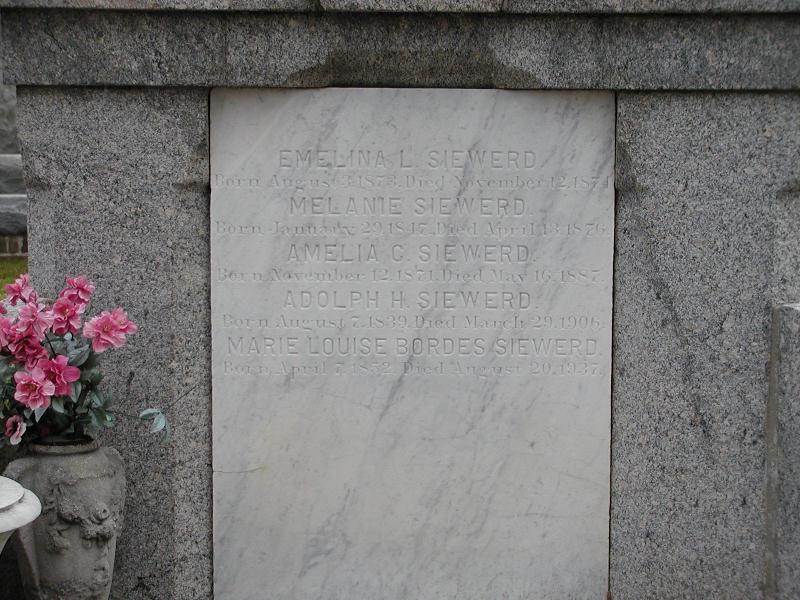 EMELINA L. SIEWERD.
Born August 3, 1873, Died November 12, 1874
MELANIE SIEWERD.
Born January 29, 1847, Died April 13, 1876.
AMELIA C. SIEWERD.
Born November 12, 1871, Died May 16, 1887.
ADOLPH H. SIEWERD.
Born August 7, 1839, Died March 29, 1906.
MARIE LOUISE BORDES SIEWERD.
Born April 7, 1852, Died August 20, 1937.